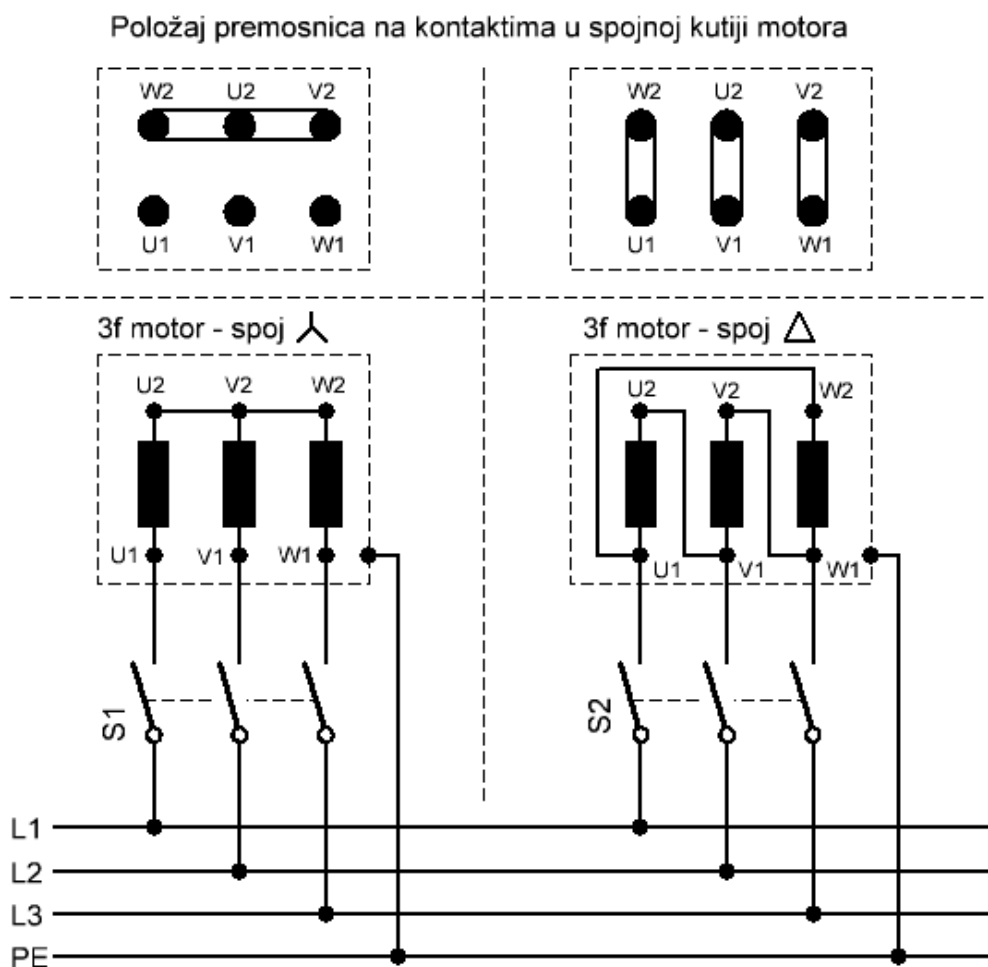 Položaj premosnica na kontaktima u spojnoj kutiji motora
W2 U2 V2
U1 V1 W1
W2 U2 V2
U1 V1 W1
3f motor - spoj
U2 V2 W2
U1 V1 W1
S1
3f motor - spoj
U2 V2 W2
U1 V1 W1
S2
L1
L2
L3
PE